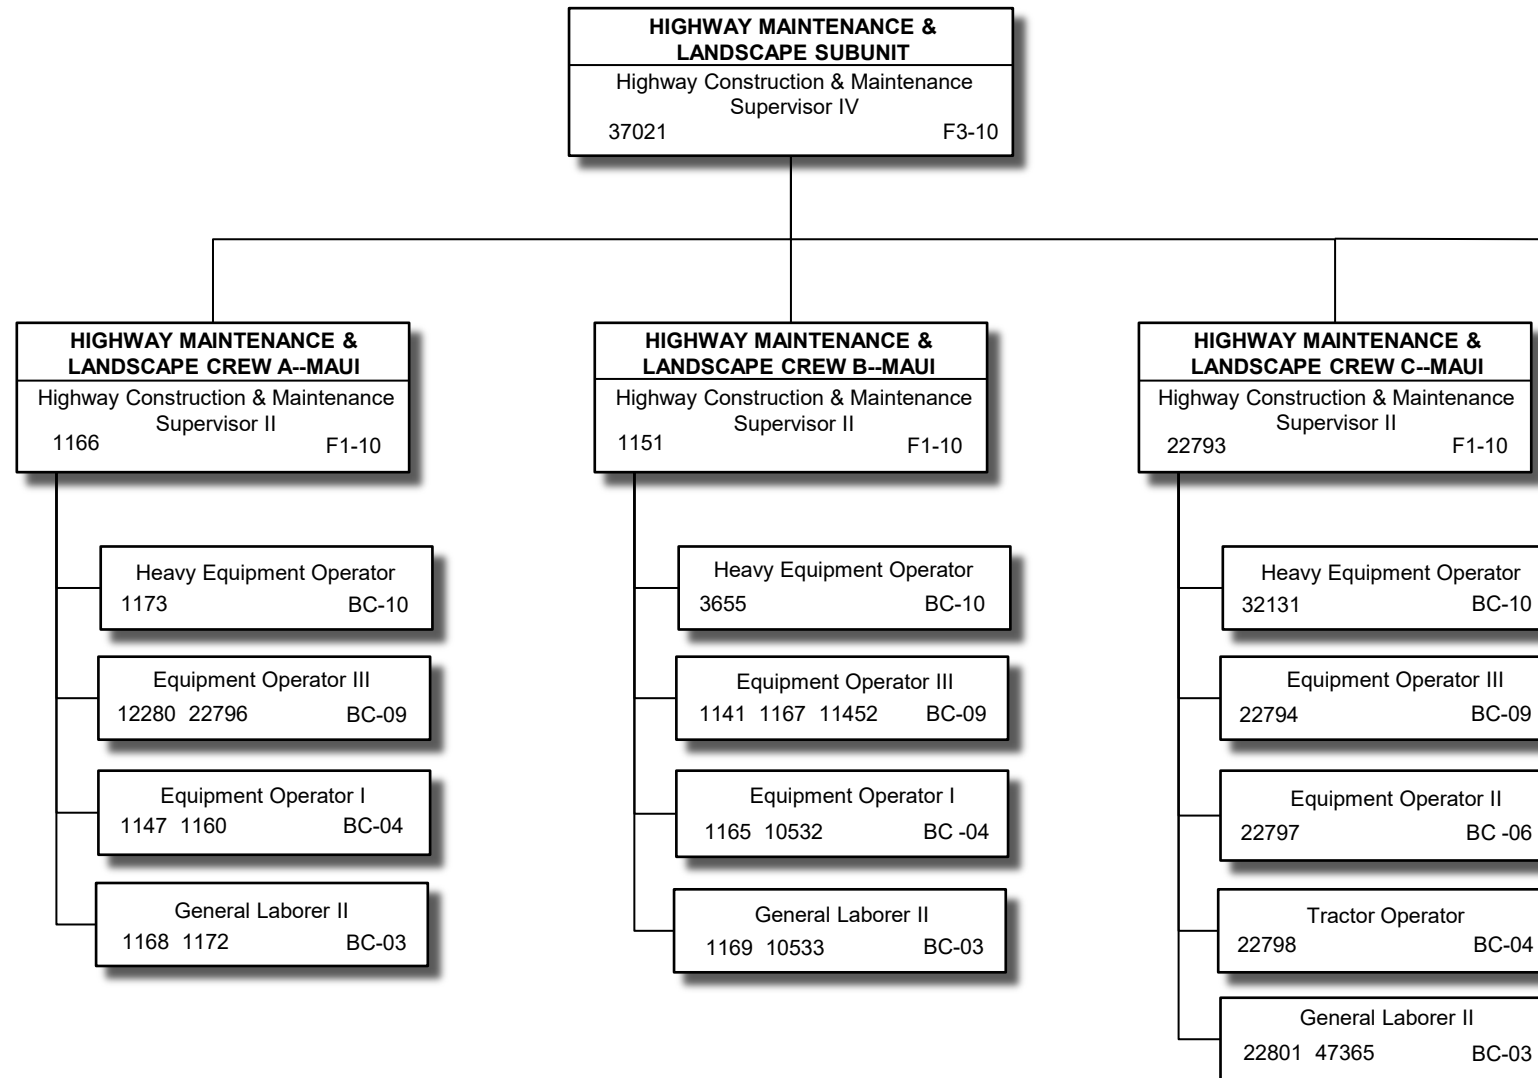 HIGHWAY MAINTENANCE &
LANDSCAPE SUBUNIT
Highway Construction & Maintenance
Supervisor IV
37021 F3-10
HIGHWAY MAINTENANCE &
LANDSCAPE CREW A--MAUI
Highway Construction & Maintenance
Supervisor II
1166 F1-10
Heavy Equipment Operator
1173 BC-10
Equipment Operator III
12280 22796 BC-09
Equipment Operator I
1147 1160 BC-04
General Laborer II
1168 1172 BC-03
HIGHWAY MAINTENANCE &
LANDSCAPE CREW B--MAUI
Highway Construction & Maintenance
Supervisor II
1151 F1-10
Heavy Equipment Operator
3655 BC-10
Equipment Operator III
1141 1167 11452 BC-09
Equipment Operator I
1165 10532 BC -04
General Laborer II
1169 10533 BC-03
HIGHWAY MAINTENANCE &
LANDSCAPE CREW C--MAUI
Highway Construction & Maintenance
Supervisor II
22793 F1-10
Heavy Equipment Operator
32131 BC-10
Equipment Operator III
22794 BC-09
Equipment Operator II
22797 BC -06
Tractor Operator
22798 BC-04
General Laborer II
22801 47365 BC-03